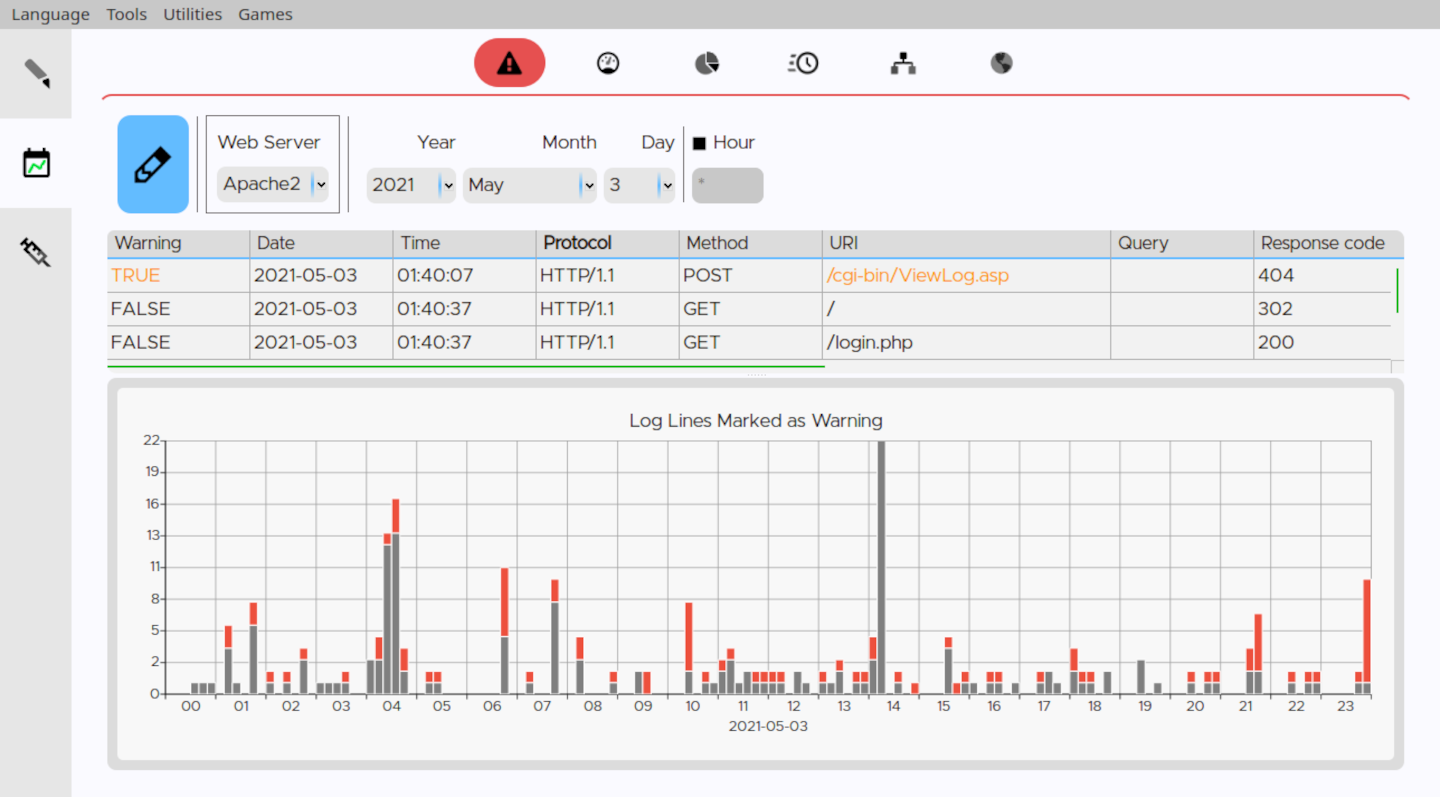 Language Tools Utilities Games
Web Server Year Month Day Hour
Apache2 2021 May 3 *
Warning Date Time Protocol Method URI Query Response code
TRUE 2021-05-03 01:40:07 HTTP/1.1 POST /cgi-bin/ViewLog.asp 404
FALSE 2021-05-03 01:40:37 HTTP/1.1 GET / 302
FALSE 2021-05-03 01:40:37 HTTP/1.1 GET /login.php 200
Log Lines Marked as Warning
22
19
16
13
11
8
5
2
0
00 01 02 03 04 05 06 07 08 09 10 11 12 13 14 15 16 17 18 19 20 21 22 23
2021-05-03